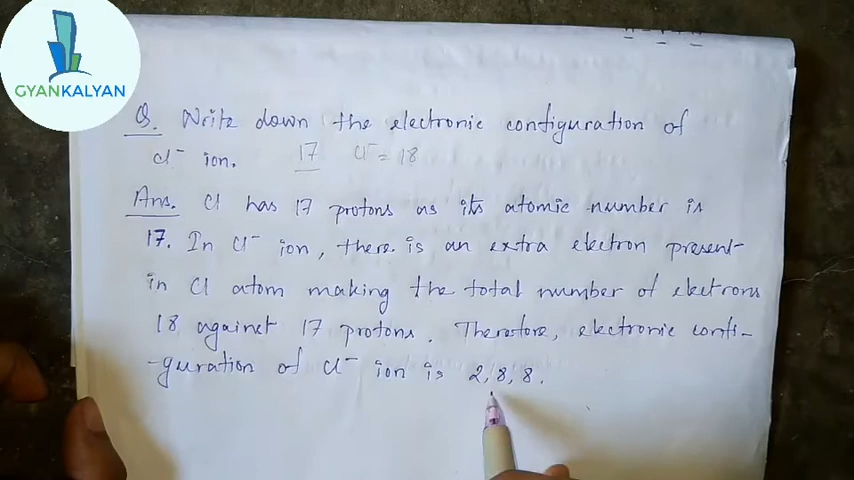 GYANKALYAN
Q. Write down the electronic configuration of
Cl⁻ ion. 17 Cl⁻ = 18
Ans. Cl has 17 protons as its atomic number is
17. In Cl⁻ ion, there is an extra electron present
in Cl atom making the total number of electrons
18 against 17 protons. Therefore, electronic confi-
-guration of Cl⁻ ion is 2,8,8.